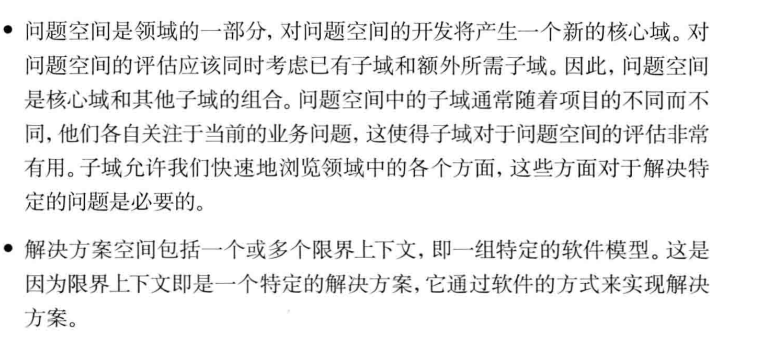 • 问题空间是领域的一部分，对问题空间的开发将产生一个新的核心域。对
问题空间的评估应该同时考虑已有子域和额外所需子域。因此，问题空间
是核心域和其他子域的组合。问题空间中的子域通常随着项目的不同而不
同，他们各自关注于当前的业务问题，这使得子域对于问题空间的评估非常
有用。子域允许我们快速地浏览领域中的各个方面，这些方面对于解决特
定的问题是必要的。
• 解决方案空间包括一个或多个限界上下文，即一组特定的软件模型。这是
因为限界上下文即是一个特定的解决方案，它通过软件的方式来实现解决
方案。